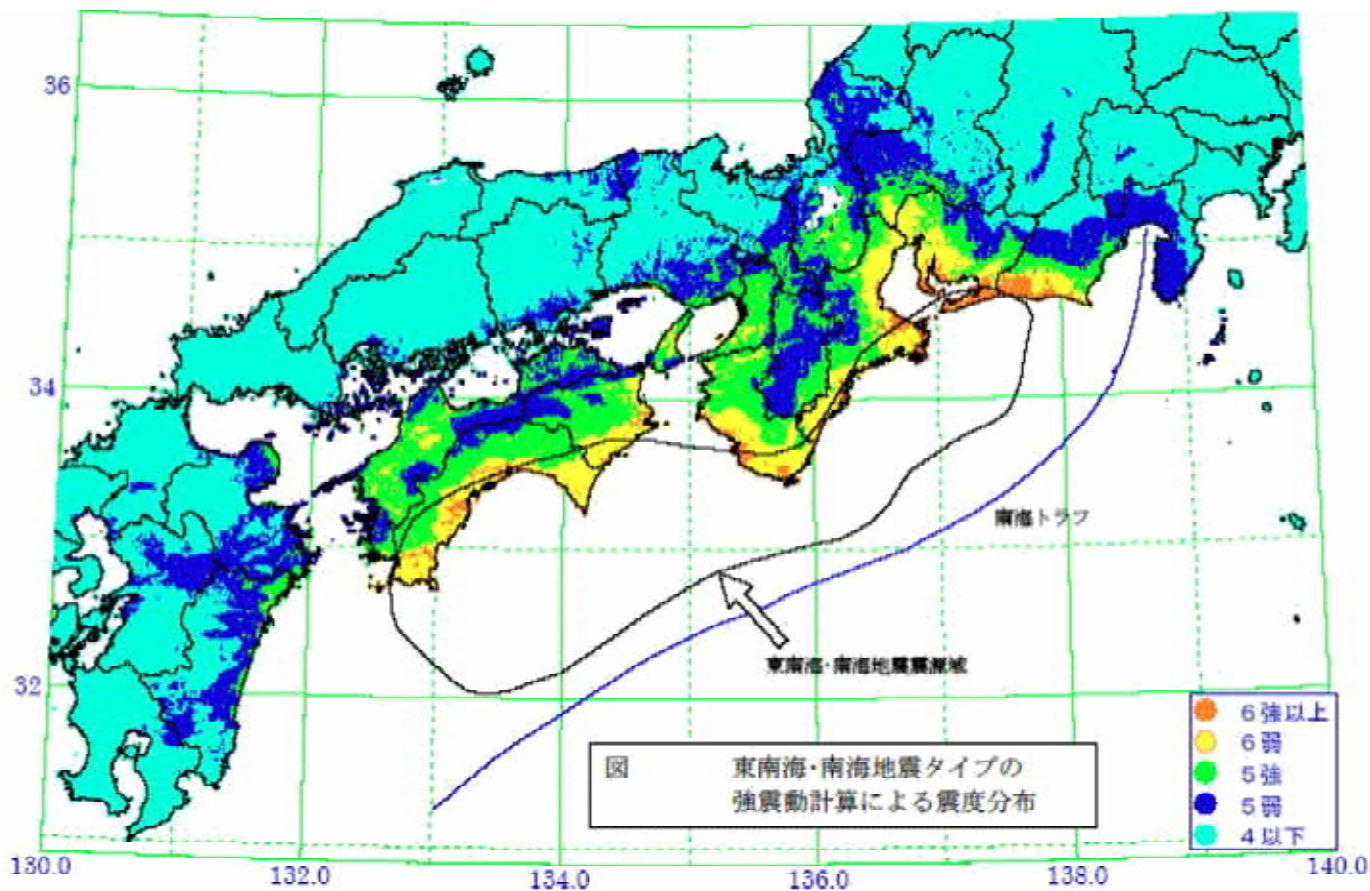 36
34
32
南海トラフ
東南海・南海地震震源域
6強以上
6弱
5強
5弱
4以下
図 東南海・南海地震タイプの
強震動計算による震度分布
130.0 132.0 134.0 136.0 138.0 140.0